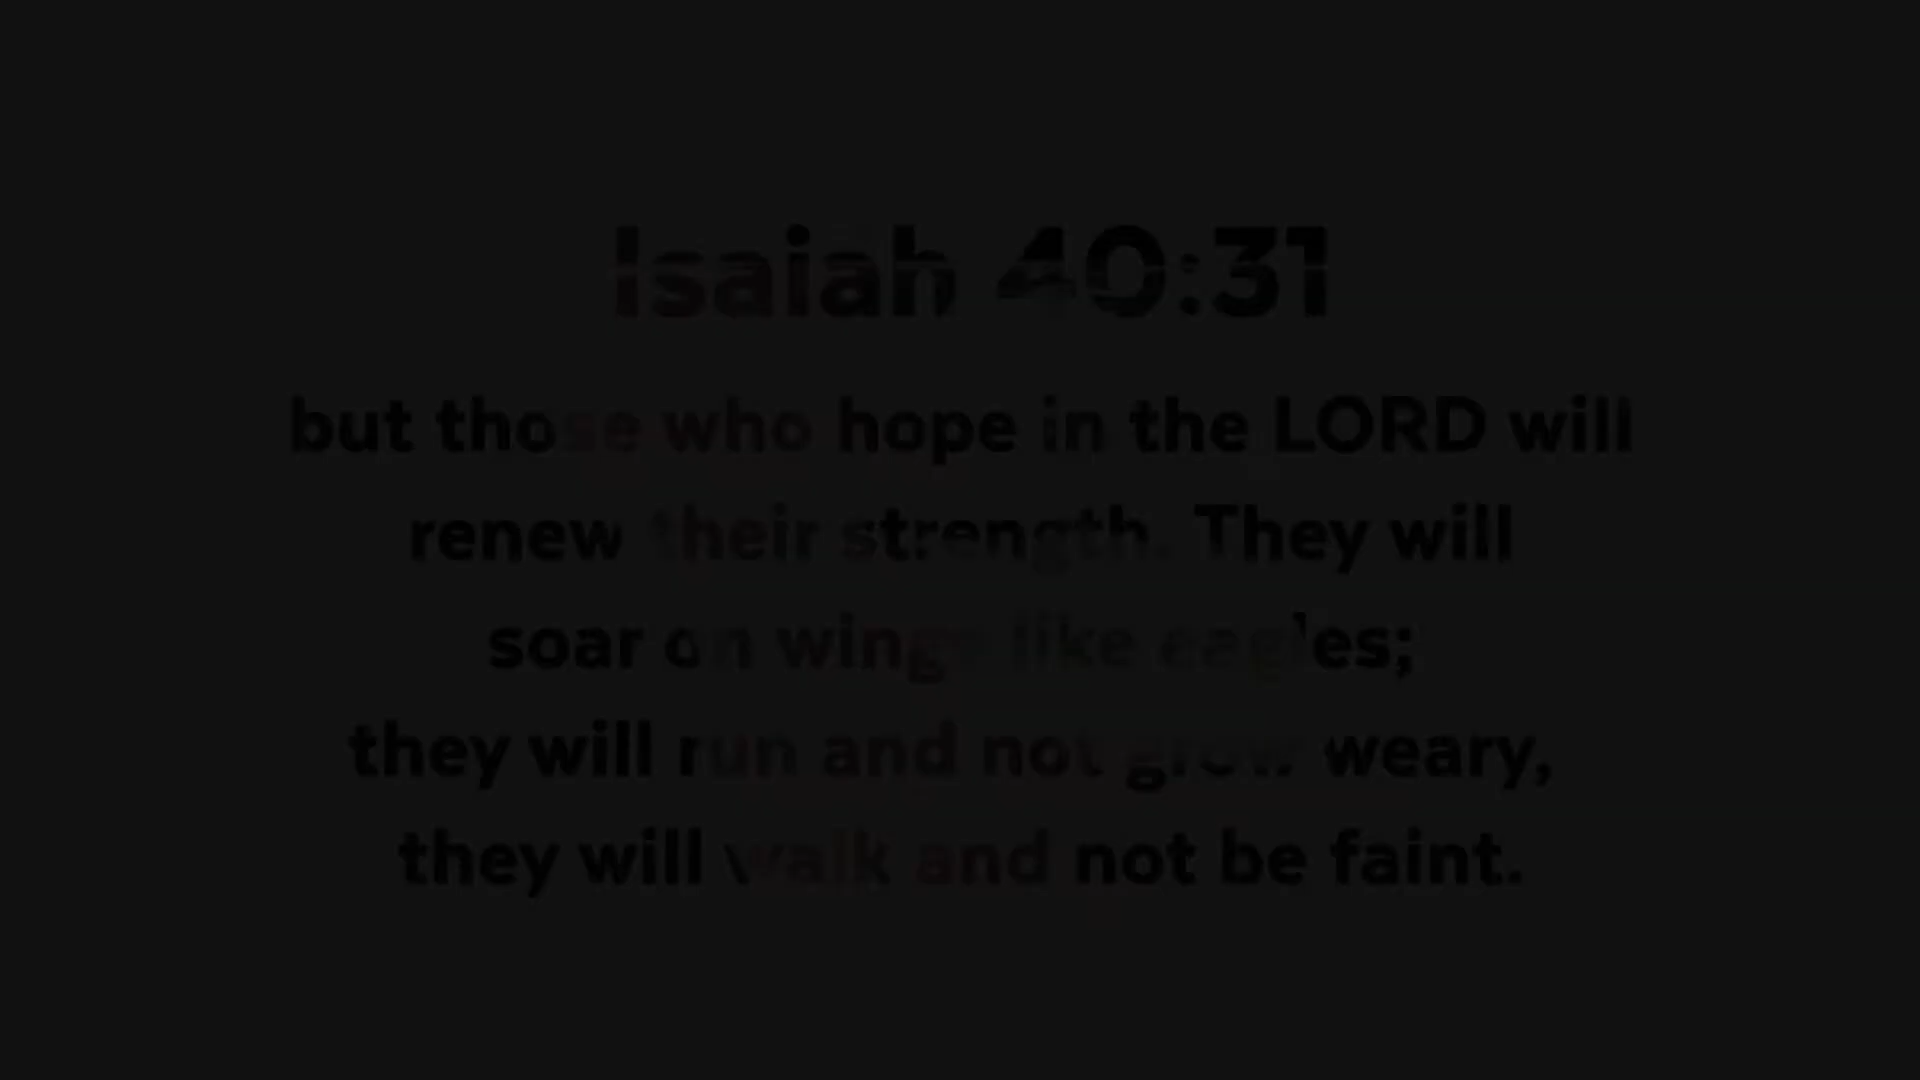 Isaiah 40:31
but those who hope in the LORD will
renew their strength. They will
soar on wings like eagles;
they will run and not grow weary,
they will walk and not be faint.